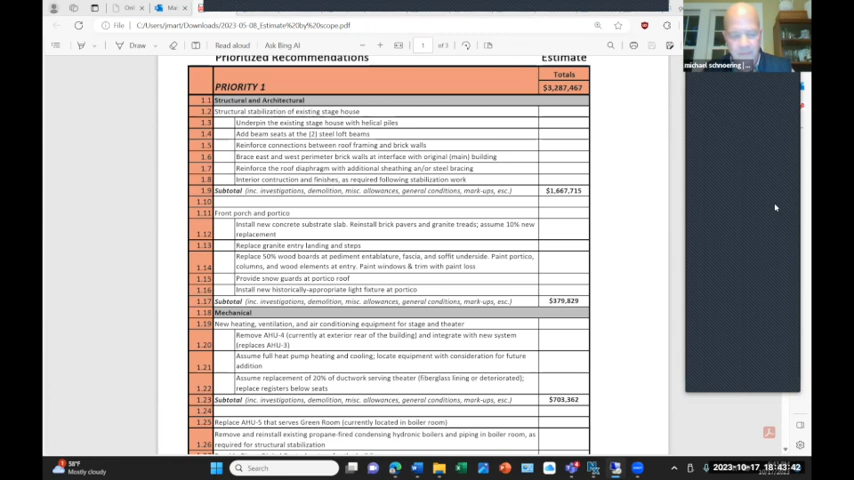 File
C:/Users/jmart/Downloads/2023-05-08_Estimate%20by%20scope.pdf
Draw
Read aloud
Ask Bing AI
1
of 3
michael schnoering |...
Prioritized Recommendations
Estimate
Totals
PRIORITY 1
$3,287,467
1.1 Structural and Architectural
1.2 Structural stabilization of existing stage house
1.3 Underpin the existing stage house with helical piles
1.4 Add beam seats at the (2) steel loft beams
1.5 Reinforce connections between roof framing and brick walls
1.6 Brace east and west perimeter brick walls at interface with original (main) building
1.7 Reinforce the roof diaphragm with additional sheathing an/or steel bracing
1.8 Interior contruction and finishes, as required following stabilization work
1.9 Subtotal (inc. investigations, demolition, misc. allowances, general conditions, mark-ups, esc.) $1,667,715
1.10
1.11 Front porch and portico
Install new concrete substrate slab. Reinstall brick pavers and granite treads; assume 10% new
1.12 replacement
1.13 Replace granite entry landing and steps
Replace 50% wood boards at pediment entablature, fascia, and soffit underside. Paint portico,
1.14 columns, and wood elements at entry. Paint windows & trim with paint loss
1.15 Provide snow guards at portico roof
1.16 Install new historically-appropriate light fixture at portico
1.17 Subtotal (inc. investigations, demolition, misc. allowances, general conditions, mark-ups, esc.) $379,829
1.18 Mechanical
1.19 New heating, ventilation, and air conditioning equipment for stage and theater
Remove AHU-4 (currently at exterior rear of the building) and integrate with new system
1.20 (replaces AHU-3)
Assume full heat pump heating and cooling; locate equipment with consideration for future
1.21 addition
Assume replacement of 20% of ductwork serving theater (fiberglass lining or deteriorated);
1.22 replace registers below seats
1.23 Subtotal (inc. investigations, demolition, misc. allowances, general conditions, mark-ups, esc.) $703,362
1.24
1.25 Replace AHU-5 that serves Green Room (currently located in boiler room)
Remove and reinstall existing propane-fired condensing hydronic boilers and piping in boiler room, as
1.26 required for structural stabilization
58°F
Mostly cloudy
Search
2023-10-17 18:43:42